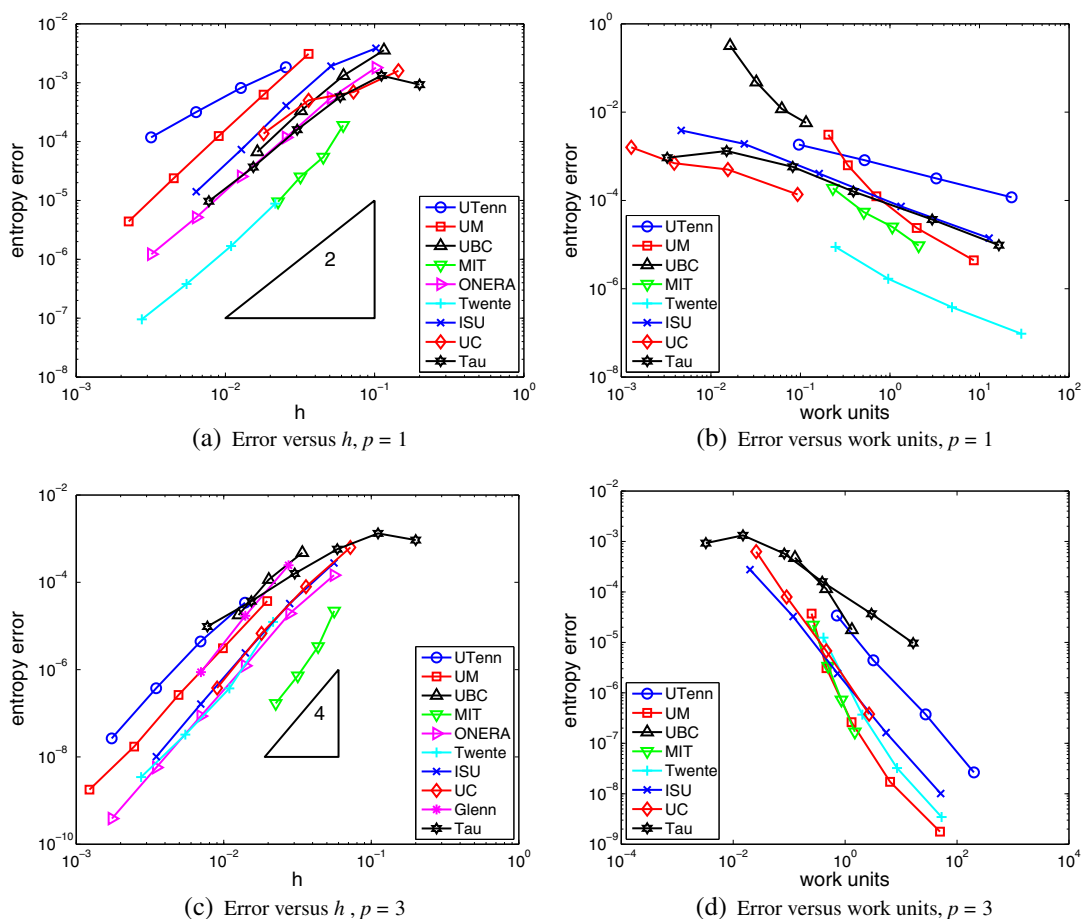 10^-2
10^-3
10^-4
10^-5
10^-6
10^-7
10^-8
entropy error
2
UTenn
UM
UBC
MIT
ONERA
Twente
ISU
UC
Tau
10^-3
10^-2
10^-1
10^0
h
(a) Error versus h, p = 1
10^0
10^-2
10^-4
10^-6
10^-8
entropy error
UTenn
UM
UBC
MIT
Twente
ISU
UC
Tau
10^-3
10^-2
10^-1
10^0
10^1
10^2
work units
(b) Error versus work units, p = 1
10^-2
10^-4
10^-6
10^-8
10^-10
entropy error
4
UTenn
UM
UBC
MIT
ONERA
Twente
ISU
UC
Glenn
Tau
10^-3
10^-2
10^-1
10^0
h
(c) Error versus h , p = 3
10^-2
10^-3
10^-4
10^-5
10^-6
10^-7
10^-8
10^-9
entropy error
UTenn
UM
UBC
MIT
Twente
ISU
UC
Tau
10^-4
10^-2
10^0
10^2
10^4
work units
(d) Error versus work units, p = 3